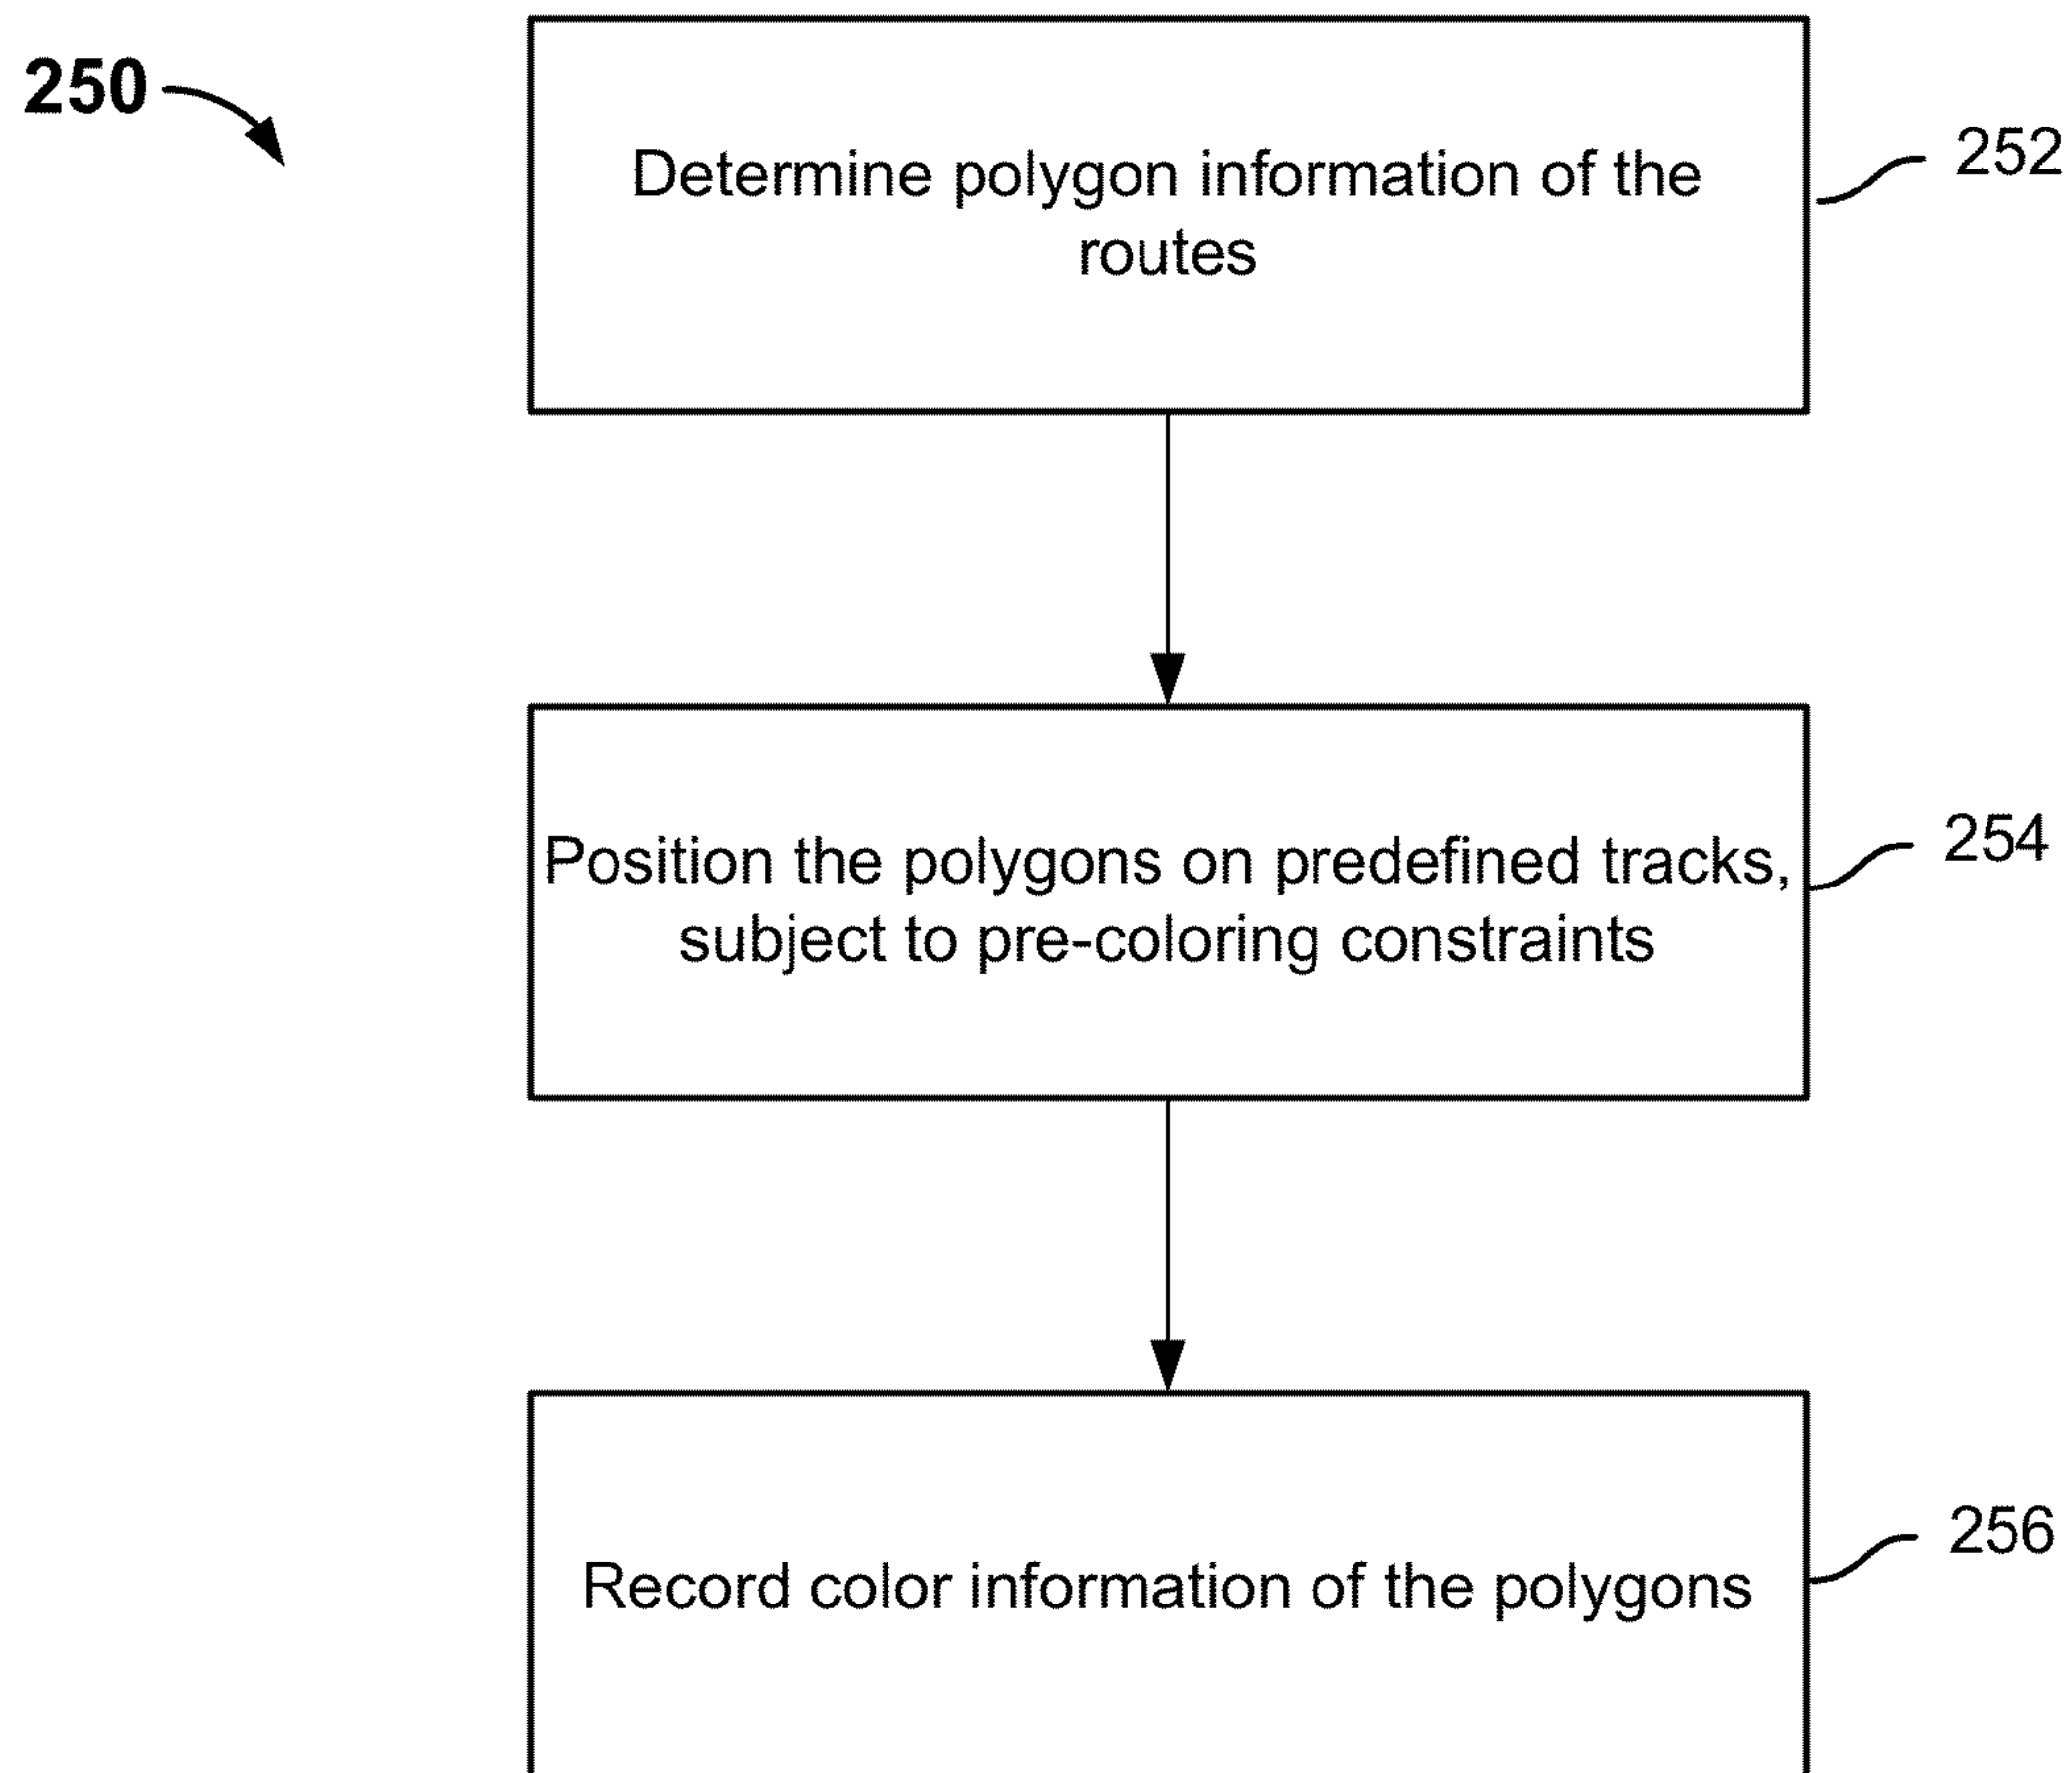 250
Determine polygon information of the
routes
252
Position the polygons on predefined tracks,
subject to pre-coloring constraints
254
Record color information of the polygons
256